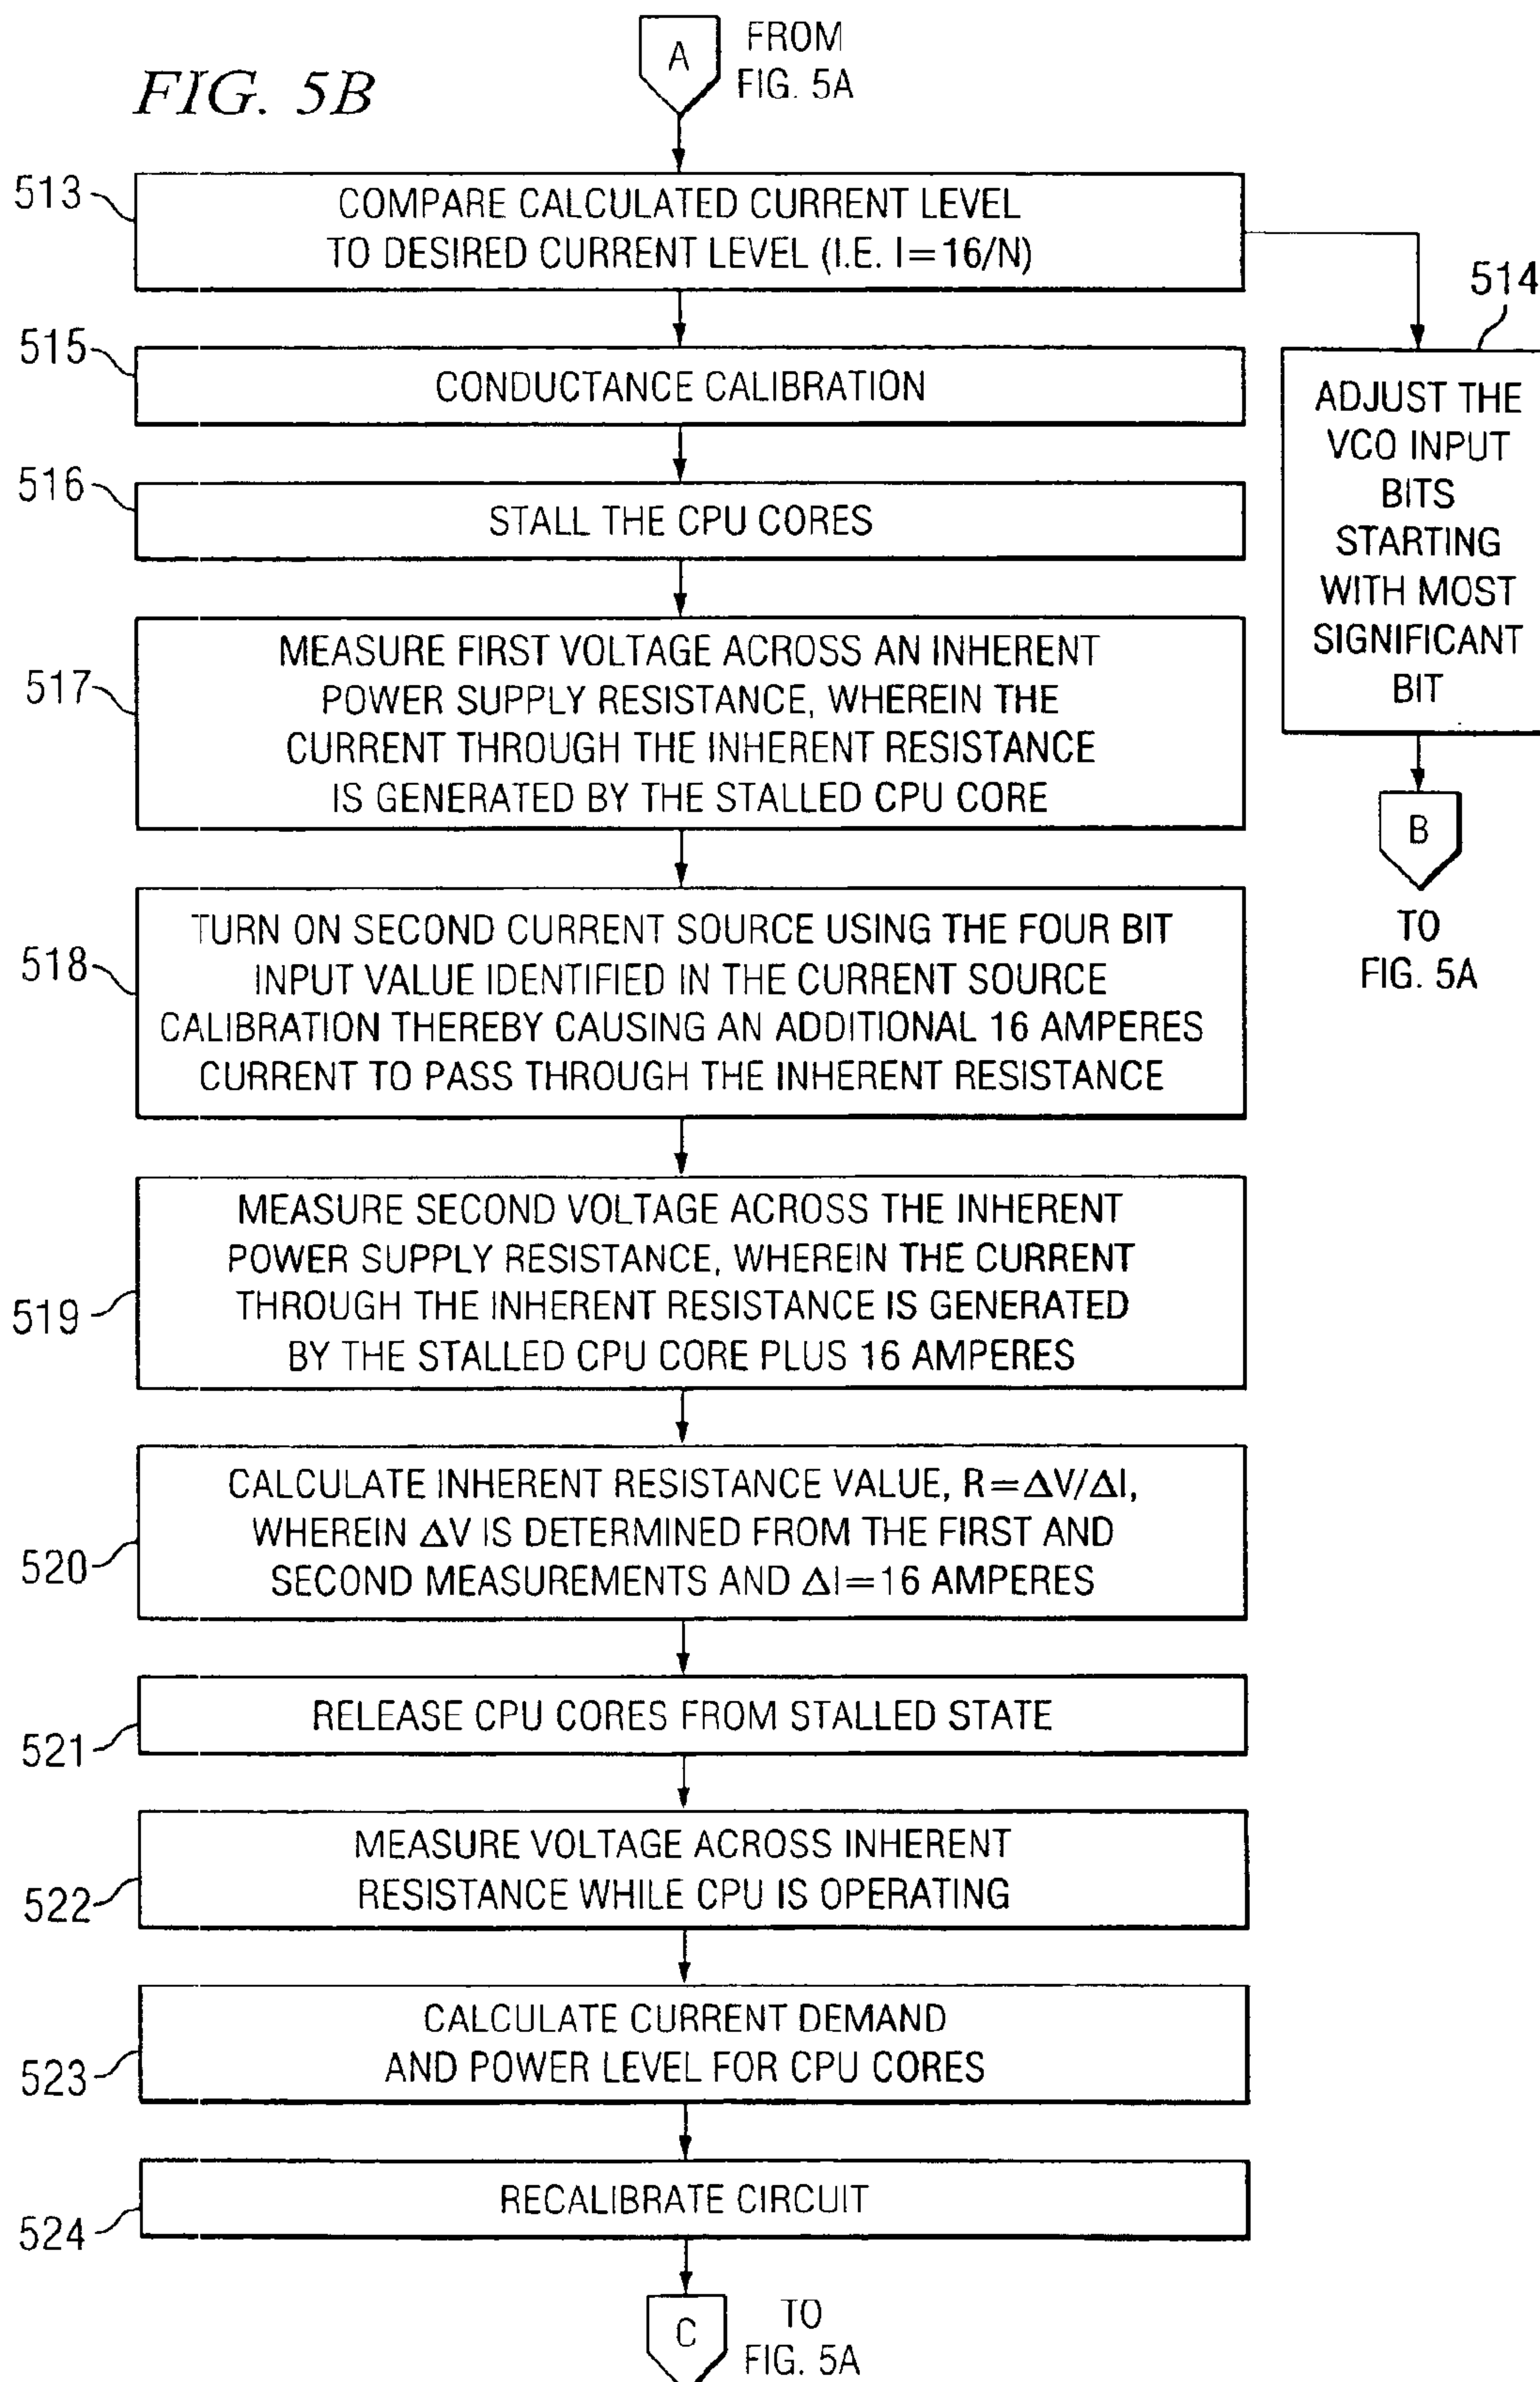 FIG. 5B
A
FROM
FIG. 5A
513
COMPARE CALCULATED CURRENT LEVEL
TO DESIRED CURRENT LEVEL (I.E. I=16/N)
514
ADJUST THE
VCO INPUT
BITS
STARTING
WITH MOST
SIGNIFICANT
BIT
B
TO
FIG. 5A
515
CONDUCTANCE CALIBRATION
516
STALL THE CPU CORES
517
MEASURE FIRST VOLTAGE ACROSS AN INHERENT
POWER SUPPLY RESISTANCE, WHEREIN THE
CURRENT THROUGH THE INHERENT RESISTANCE
IS GENERATED BY THE STALLED CPU CORE
518
TURN ON SECOND CURRENT SOURCE USING THE FOUR BIT
INPUT VALUE IDENTIFIED IN THE CURRENT SOURCE
CALIBRATION THEREBY CAUSING AN ADDITIONAL 16 AMPERES
CURRENT TO PASS THROUGH THE INHERENT RESISTANCE
519
MEASURE SECOND VOLTAGE ACROSS THE INHERENT
POWER SUPPLY RESISTANCE, WHEREIN THE CURRENT
THROUGH THE INHERENT RESISTANCE IS GENERATED
BY THE STALLED CPU CORE PLUS 16 AMPERES
520
CALCULATE INHERENT RESISTANCE VALUE, R=ΔV/ΔI,
WHEREIN ΔV IS DETERMINED FROM THE FIRST AND
SECOND MEASUREMENTS AND ΔI=16 AMPERES
521
RELEASE CPU CORES FROM STALLED STATE
522
MEASURE VOLTAGE ACROSS INHERENT
RESISTANCE WHILE CPU IS OPERATING
523
CALCULATE CURRENT DEMAND
AND POWER LEVEL FOR CPU CORES
524
RECALIBRATE CIRCUIT
C
TO
FIG. 5A